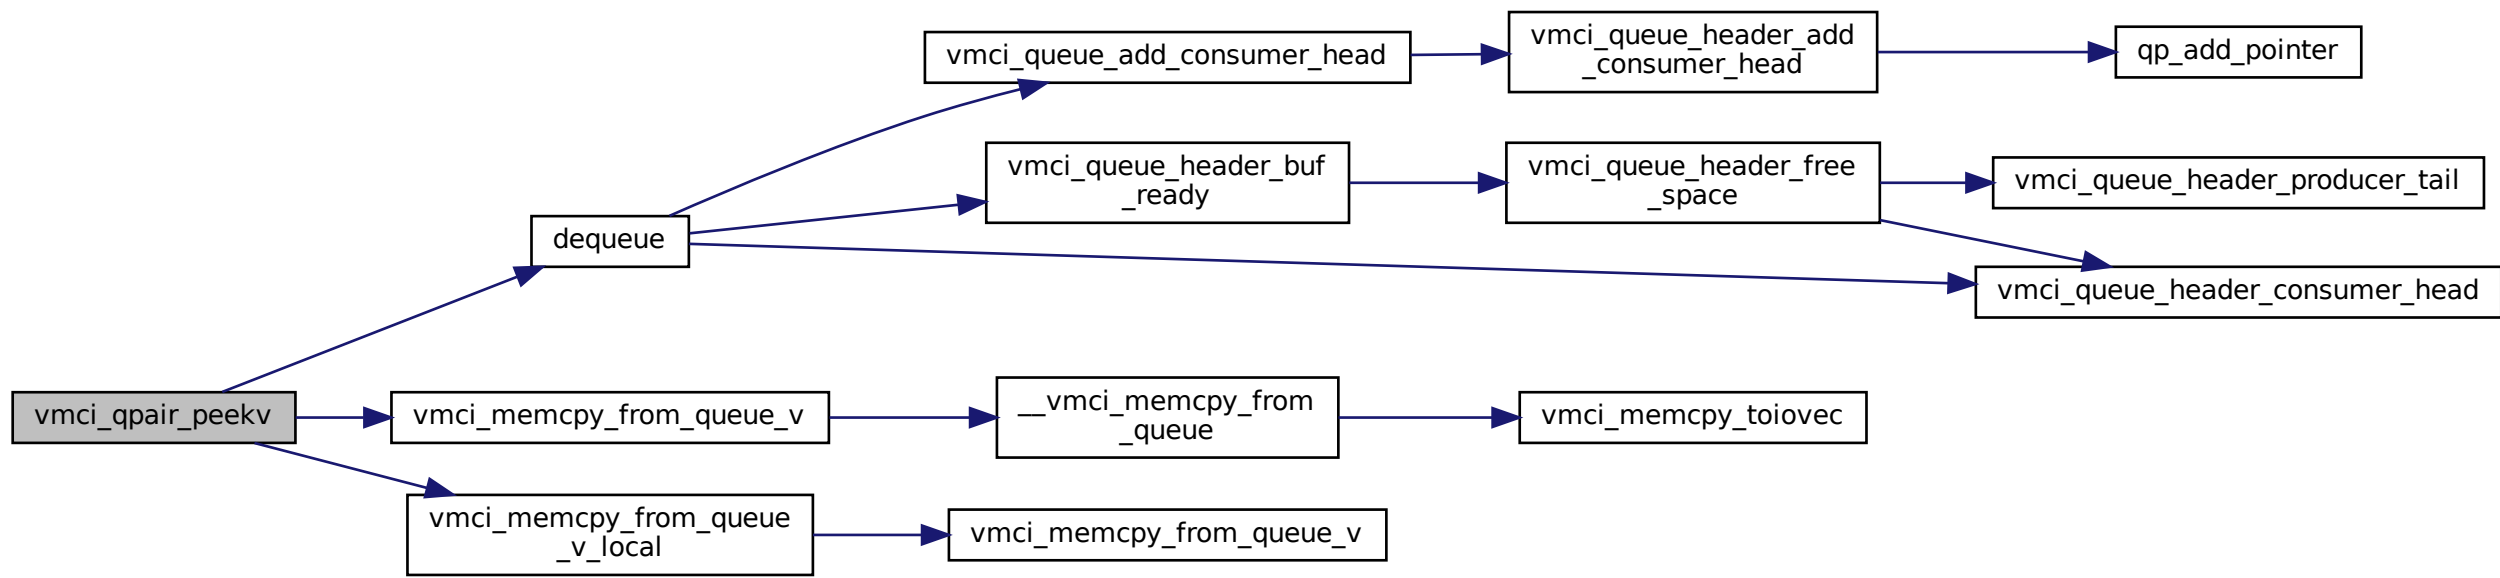 vmci_queue_add_consumer_head
vmci_queue_header_add
_consumer_head
qp_add_pointer
vmci_queue_header_buf
_ready
vmci_queue_header_free
_space
vmci_queue_header_producer_tail
dequeue
vmci_queue_header_consumer_head
vmci_qpair_peekv
vmci_memcpy_from_queue_v
__vmci_memcpy_from
_queue
vmci_memcpy_toiovec
vmci_memcpy_from_queue
_v_local
vmci_memcpy_from_queue_v